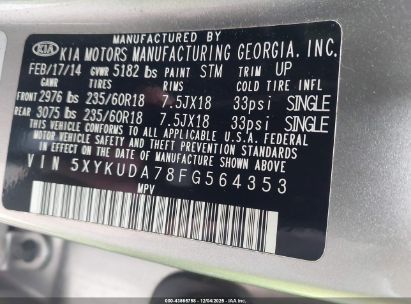 KIA KIA MOTORS MANUFACTURING GEORGIA, INC.
FEB/17/14 GVWR 5182 lbs PAINT STM TRIM UP
GAWR TIRES RIMS COLD TIRE INFL
FRONT 2976 lbs 235/60R18 7.5JX18 33psi SINGLE
REAR 3075 lbs 235/60R18 7.5JX18 33psi SINGLE
THIS VEHICLE CONFORMS TO ALL APPLICABLE U.S.A. FEDERAL
MOTOR VEHICLE SAFETY AND THEFT PREVENTION STANDARDS IN
EFFECT ON THE DATE OF MANUFACTURE SHOWN ABOVE.
VIN 5XYKUDA78FG564353
MPV